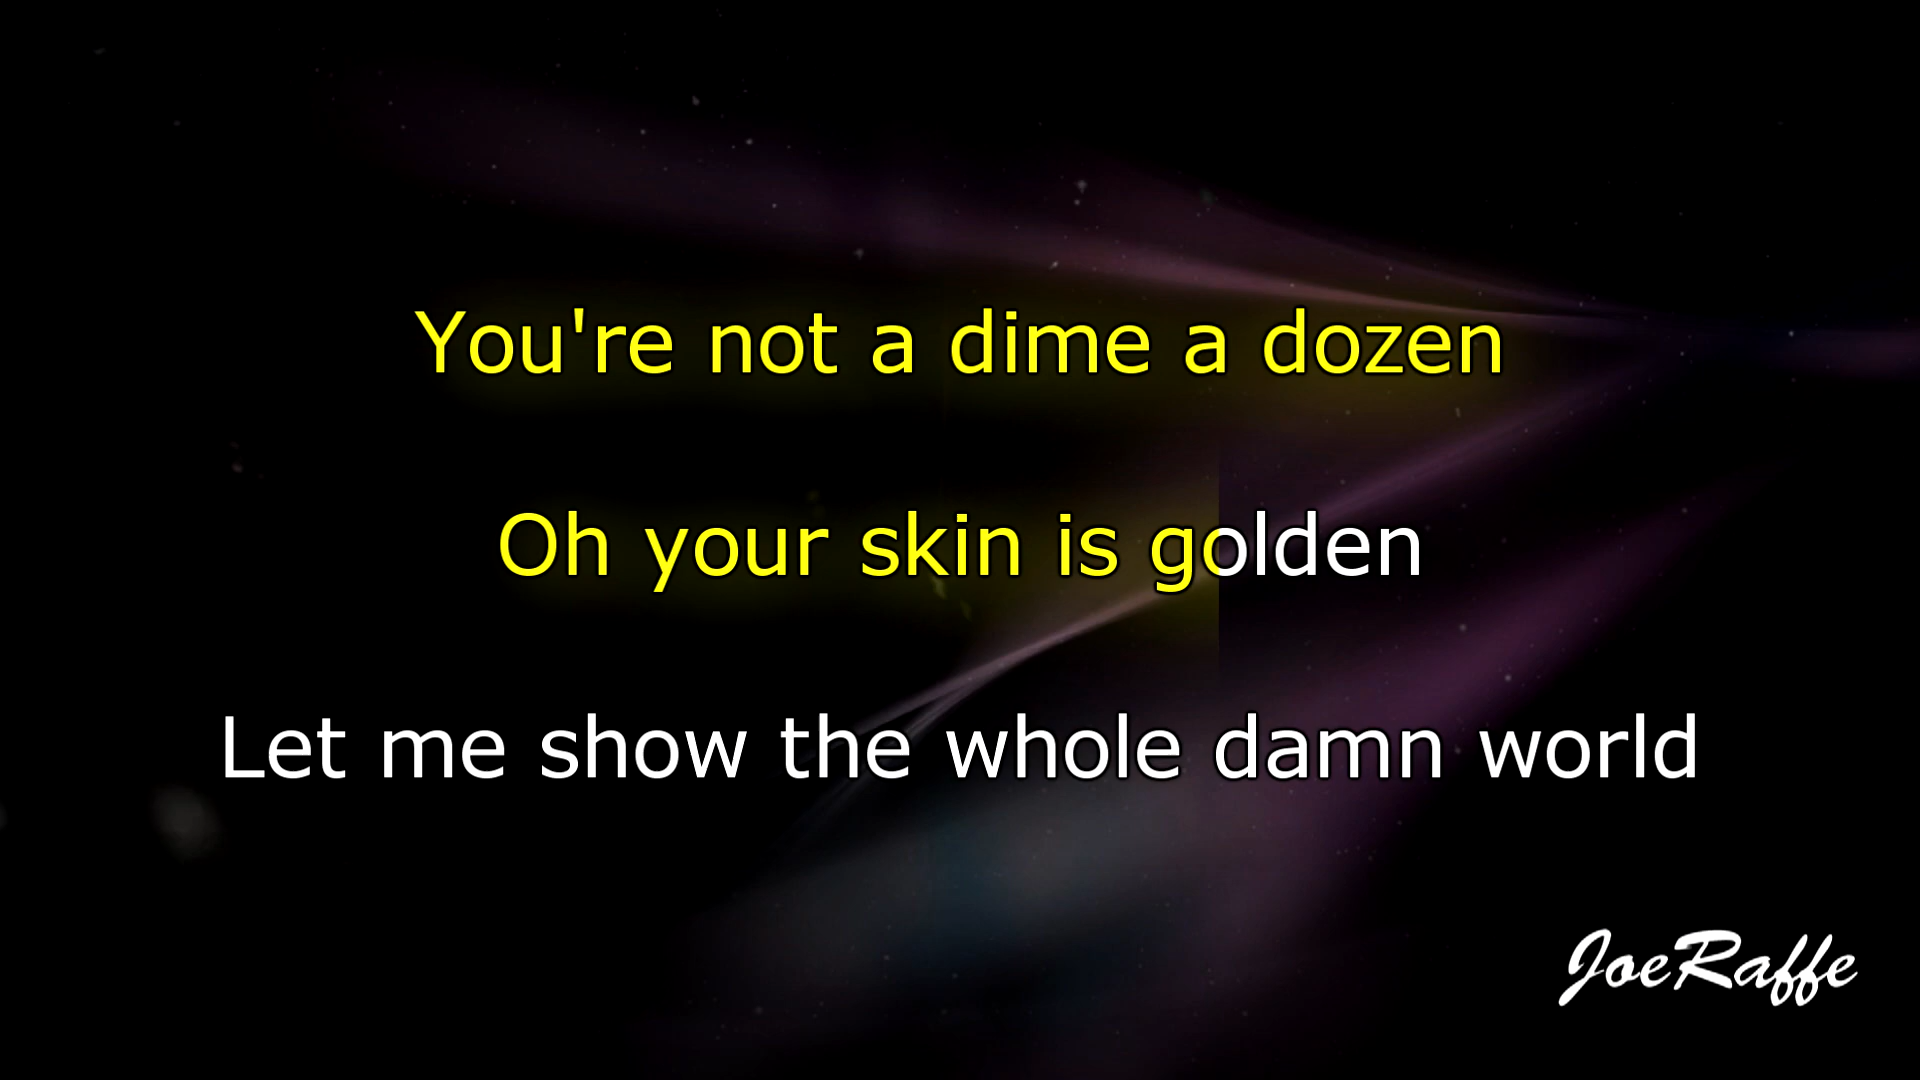 You're not a dime a dozen
Oh your skin is golden
Let me show the whole damn world
JoeRaffe